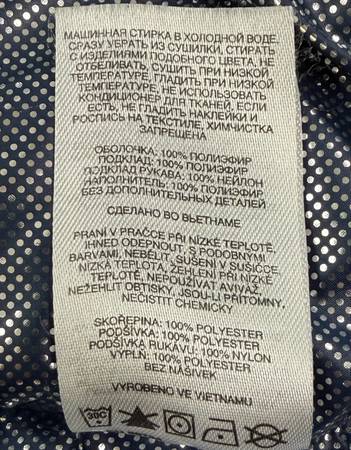 МАШИННАЯ СТИРКА В ХОЛОДНОЙ ВОДЕ,
СРАЗУ УБРАТЬ ИЗ СУШИЛКИ, СТИРАТЬ
С ИЗДЕЛИЯМИ ПОДОБНОГО ЦВЕТА, НЕ
ОТБЕЛИВАТЬ, СУШИТЬ ПРИ НИЗКОЙ
ТЕМПЕРАТУРЕ, ГЛАДИТЬ ПРИ НИЗКОЙ
ТЕМПЕРАТУРЕ, НЕ ИСПОЛЬЗОВАТЬ
КОНДИЦИОНЕР ДЛЯ ТКАНЕЙ, ЕСЛИ
ЕСТЬ, НЕ ГЛАДИТЬ НАКЛЕЙКИ И
РОСПИСЬ НА ТЕКСТИЛЕ, ХИМЧИСТКА
ЗАПРЕЩЕНА
ОБОЛОЧКА: 100% ПОЛИЭФИР
ПОДКЛАД: 100% ПОЛИЭФИР
ПОДКЛАД РУКАВА: 100% НЕЙЛОН
НАПОЛНИТЕЛЬ: 100% ПОЛИЭФИР
БЕЗ ДОПОЛНИТЕЛЬНЫХ ДЕТАЛЕЙ
СДЕЛАНО ВО ВЬЕТНАМЕ
PRANÍ V PRAČCE PŘI NÍZKÉ TEPLOTĚ,
IHNED ODEPNOUT, S PODOBNÝMI
BARVAMI, NEBĚLIT, SUŠENÍ V SUŠIČCE,
NÍZKÁ TEPLOTA, ŽEHLENÍ PŘI NÍZKÉ
TEPLOTĚ, NEPOUŽÍVAT AVIVÁŽ,
NEŽEHLIT OBTISKY, JSOU-LI PŘÍTOMNY,
NEČISTIT CHEMICKY
SKOŘEPINA: 100% POLYESTER
PODŠÍVKA: 100% POLYESTER
PODŠÍVKA RUKÁVU: 100% NYLON
VÝPLŇ: 100% POLYESTER
BEZ NÁŠIVEK
VYROBENO VE VIETNAMU
30C